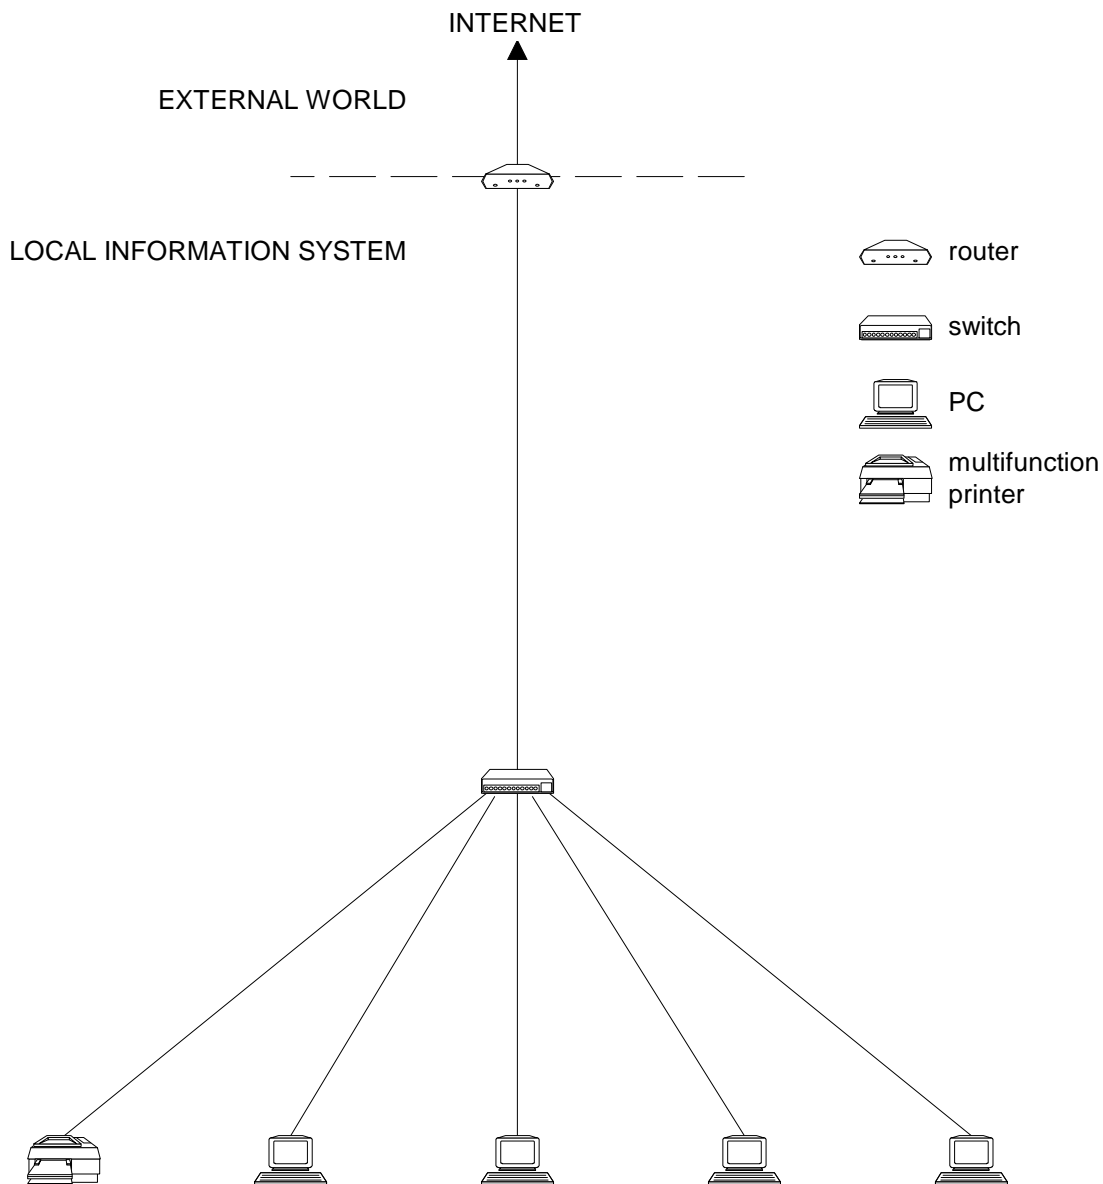 INTERNET
EXTERNAL WORLD
LOCAL INFORMATION SYSTEM
router
switch
PC
multifunction
printer